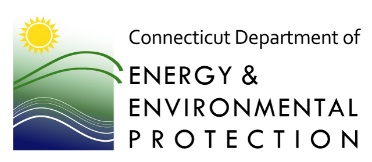 Connecticut Department of
ENERGY &
ENVIRONMENTAL
PROTECTION